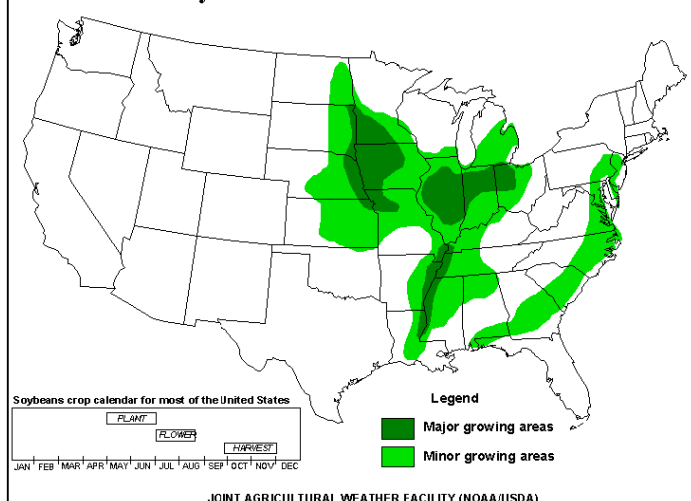 Soybeans crop calendar for most of the United States
PLANT
FLOWER
HARVEST
JAN FEB MAR APR MAY JUN JUL AUG SEP OCT NOV DEC
Legend
Major growing areas
Minor growing areas
JOINT AGRICULTURAL WEATHER FACILITY (NOAA/USDA)